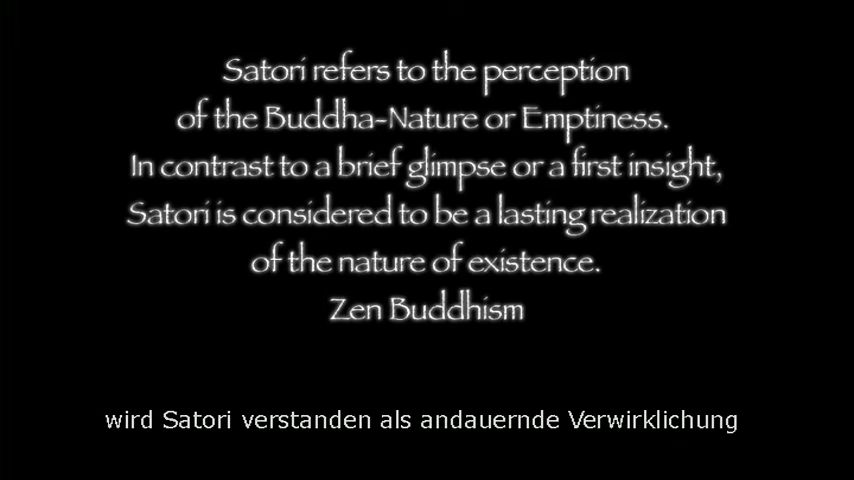 Satori refers to the perception
of the Buddha-Nature or Emptiness.
In contrast to a brief glimpse or a first insight,
Satori is considered to be a lasting realization
of the nature of existence.
Zen Buddhism
wird Satori verstanden als andauernde Verwirklichung